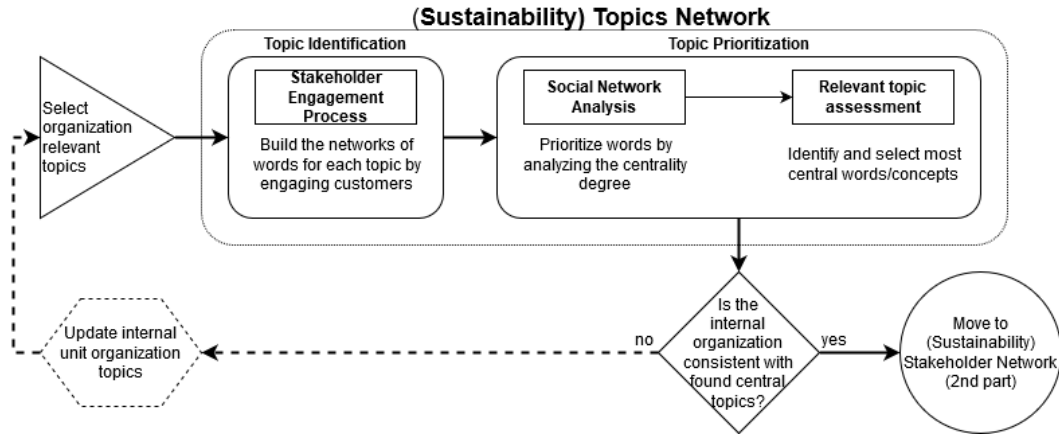 (Sustainability) Topics Network
Topic Identification
Topic Prioritization
Select
organization
relevant
topics
Stakeholder
Engagement
Process
Build the networks of
words for each topic by
engaging customers
Social Network
Analysis
Prioritize words by
analyzing the centrality
degree
Relevant topic
assessment
Identify and select most
central words/concepts
Is the
internal
organization
consistent with
found central
topics?
no
yes
Update internal
unit organization
topics
Move to
(Sustainability)
Stakeholder Network
(2nd part)